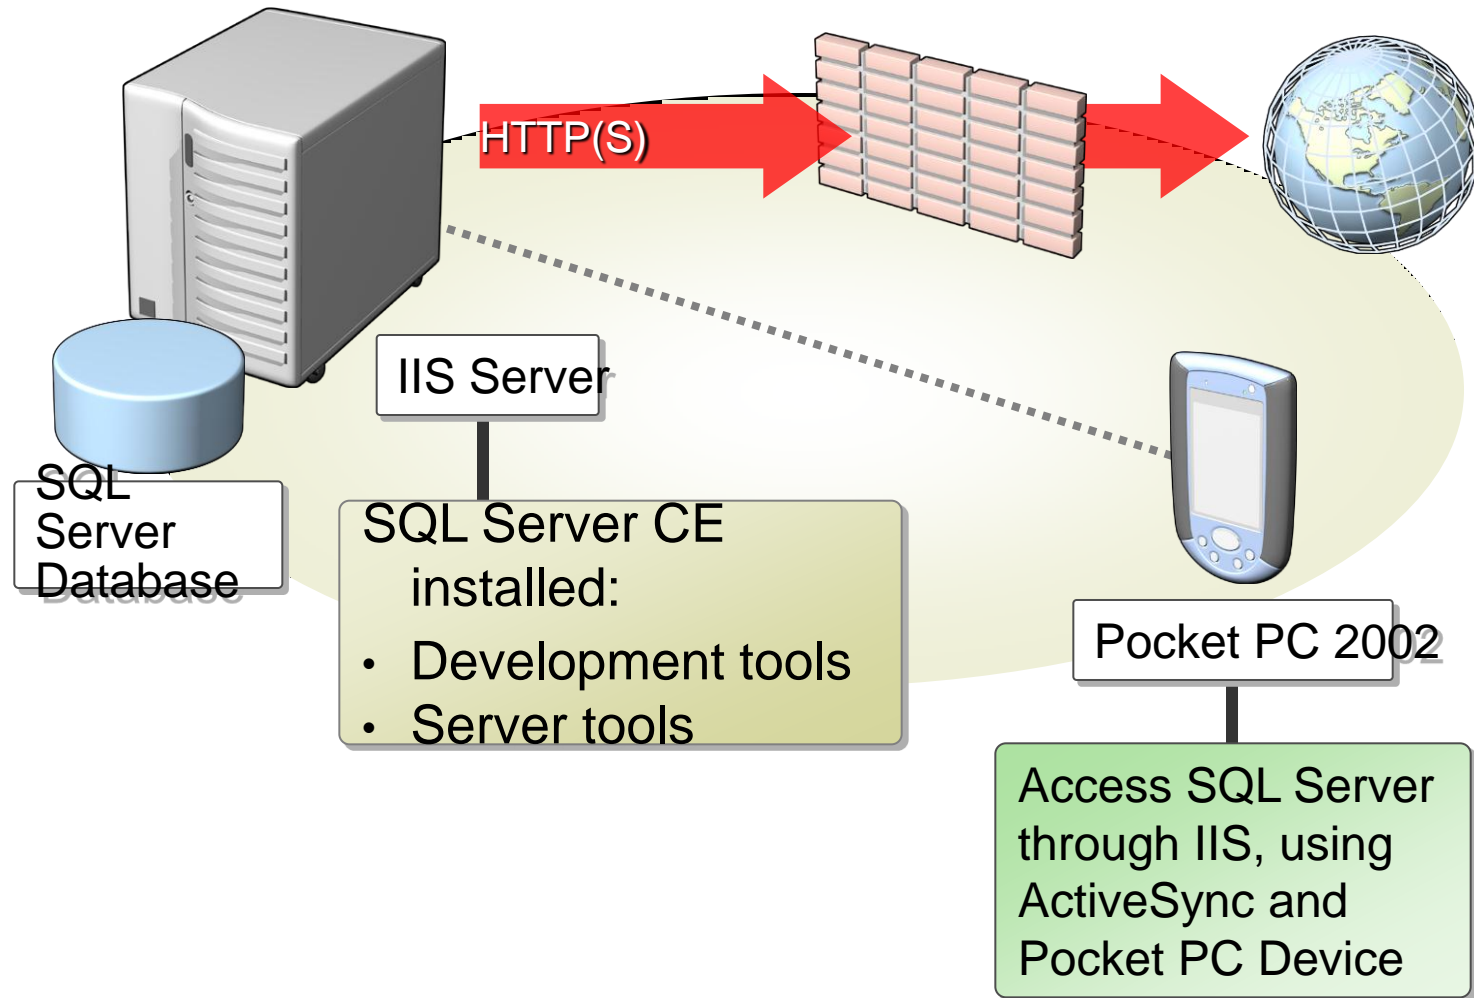 HTTP(S)
IIS Server
SQL
Server
Database
SQL Server CE
installed:
• Development tools
• Server tools
Pocket PC 2002
Access SQL Server
through IIS, using
ActiveSync and
Pocket PC Device